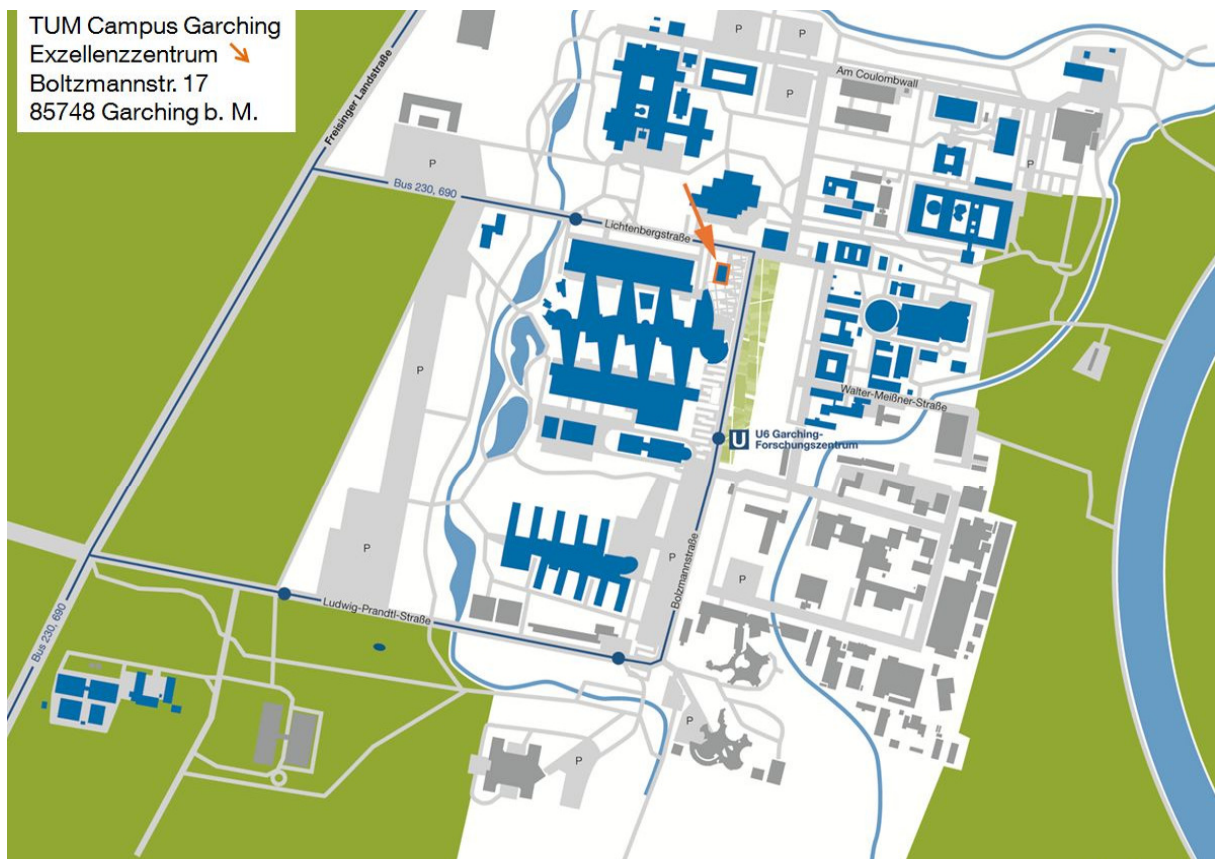 TUM Campus Garching
Exzellenzzentrum
Boltzmannstr. 17
85748 Garching b. M.
Freisinger Landstraße
P
P
Am Coulombwall
P
P
P
Bus 230, 690
Lichtenbergstraße
P
Walter-Meißner-Straße
U
U6 Garching-
Forschungszentrum
P
P
P
Bolzmannstraße
Ludwig-Prandtl-Straße
Bus 230, 690
P
P